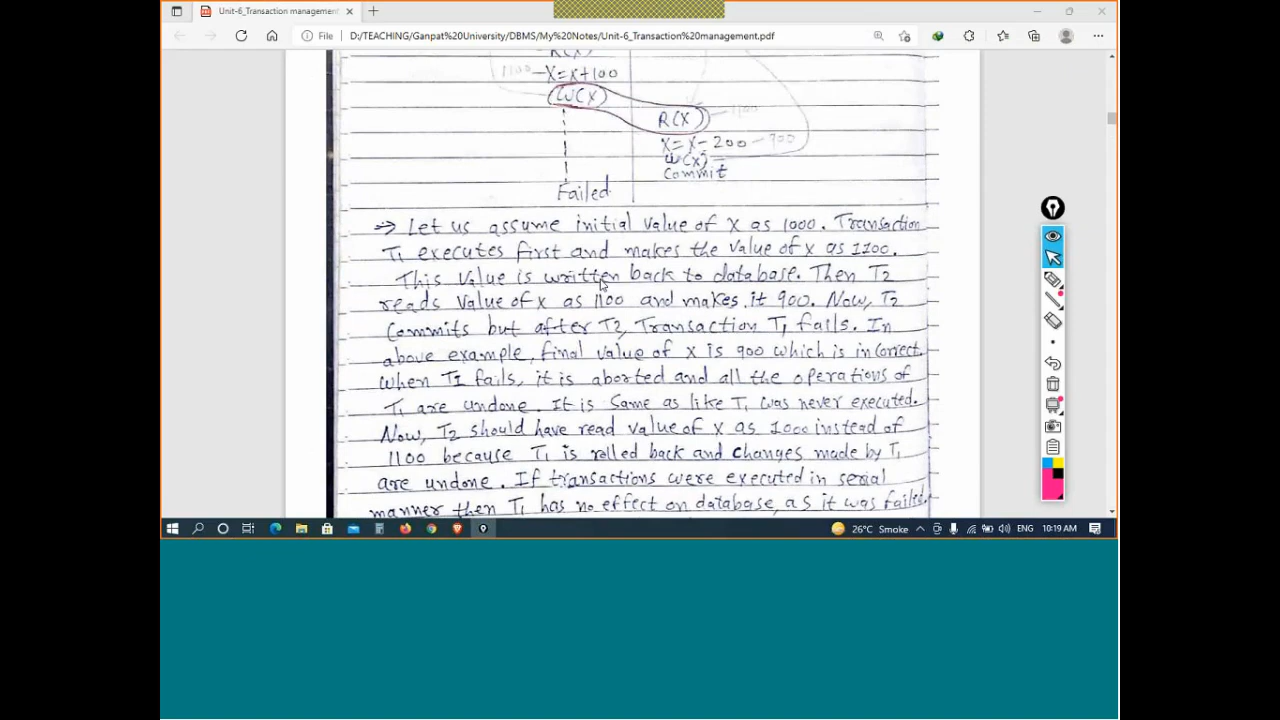 Unit-6_Transaction management
File
D:/TEACHING/Ganpat%20University/DBMS/My%20Notes/Unit-6_Transaction%20management.pdf
R(X)
1100 X=X+100
W(X)
R(X) 1100
X=X-200 - 900
W(X)
Commit
Failed
=> Let us assume initial value of X as 1000. Transaction
T1 executes first and makes the value of X as 1100.
This Value is written back to database. Then T2
reads value of X as 1100 and makes it 900. Now, T2
Commits but after T2, Transaction T1 fails. In
above example, final value of X is 900 which is incorrect.
when T1 fails, it is aborted and all the operations of
T1 are undone. It is Same as like T1 was never executed.
Now, T2 should have read value of X as 1000 instead of
1100 because T1 is rolled back and changes made by T1
are undone. If transactions were executed in serial
manner then T1 has no effect on database, as it was failed.
26°C Smoke
ENG
10:19 AM